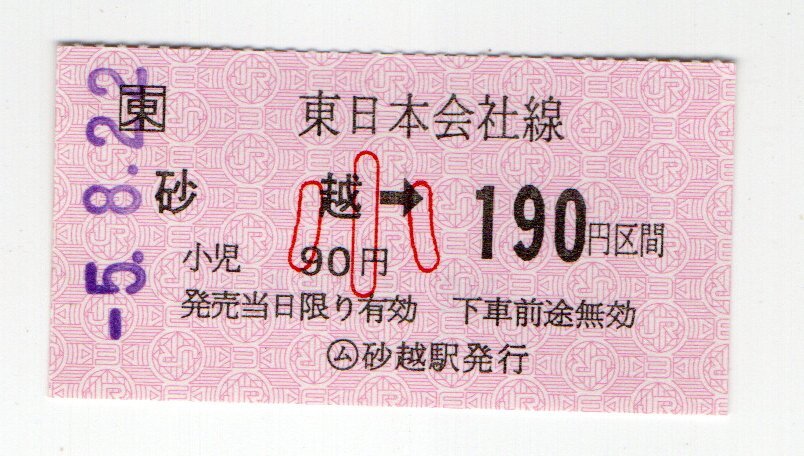 -5.8.22
東 東日本会社線
砂越➡190円区間
小
小児 90円
発売当日限り有効 下車前途無効
㋰砂越駅発行